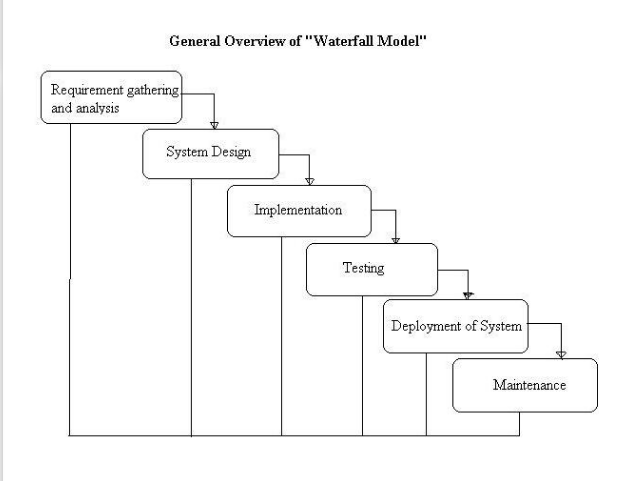 General Overview of "Waterfall Model"
Requirement gathering
and analysis
System Design
Implementation
Testing
Deployment of System
Maintenance